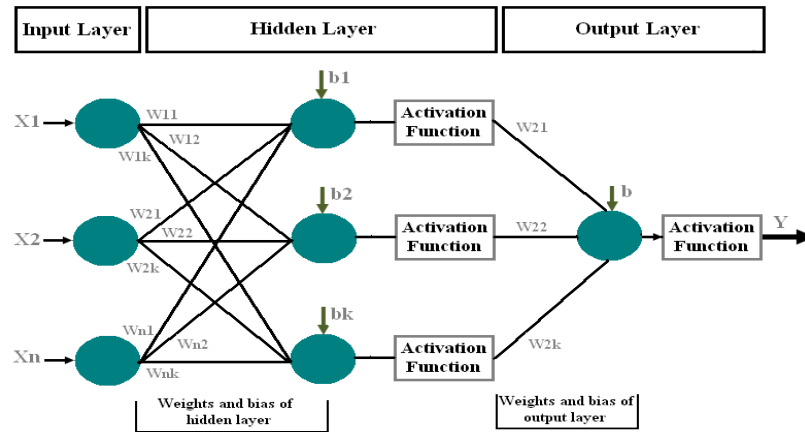 Input Layer
Hidden Layer
Output Layer
b1
X1
W11
W12
W1k
Activation
Function
W21
b2
X2
W21
W22
W2k
Activation
Function
W22
b
Activation
Function
Y
bk
Xn
Wn1
Wn2
Wnk
Activation
Function
W2k
Weights and bias of
hidden layer
Weights and bias of
output layer